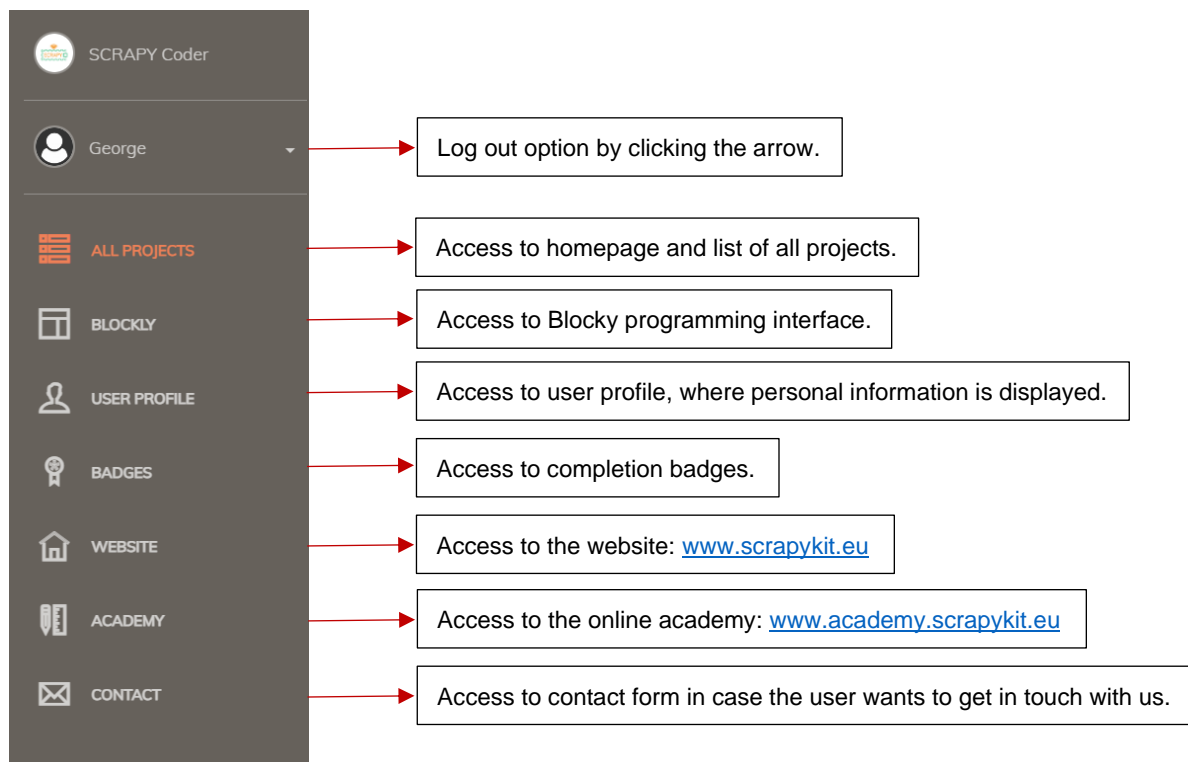 SCRAPY Coder
George
Log out option by clicking the arrow.
ALL PROJECTS
Access to homepage and list of all projects.
BLOCKLY
Access to Blocky programming interface.
USER PROFILE
Access to user profile, where personal information is displayed.
BADGES
Access to completion badges.
WEBSITE
Access to the website: www.scrapykit.eu
ACADEMY
Access to the online academy: www.academy.scrapykit.eu
CONTACT
Access to contact form in case the user wants to get in touch with us.